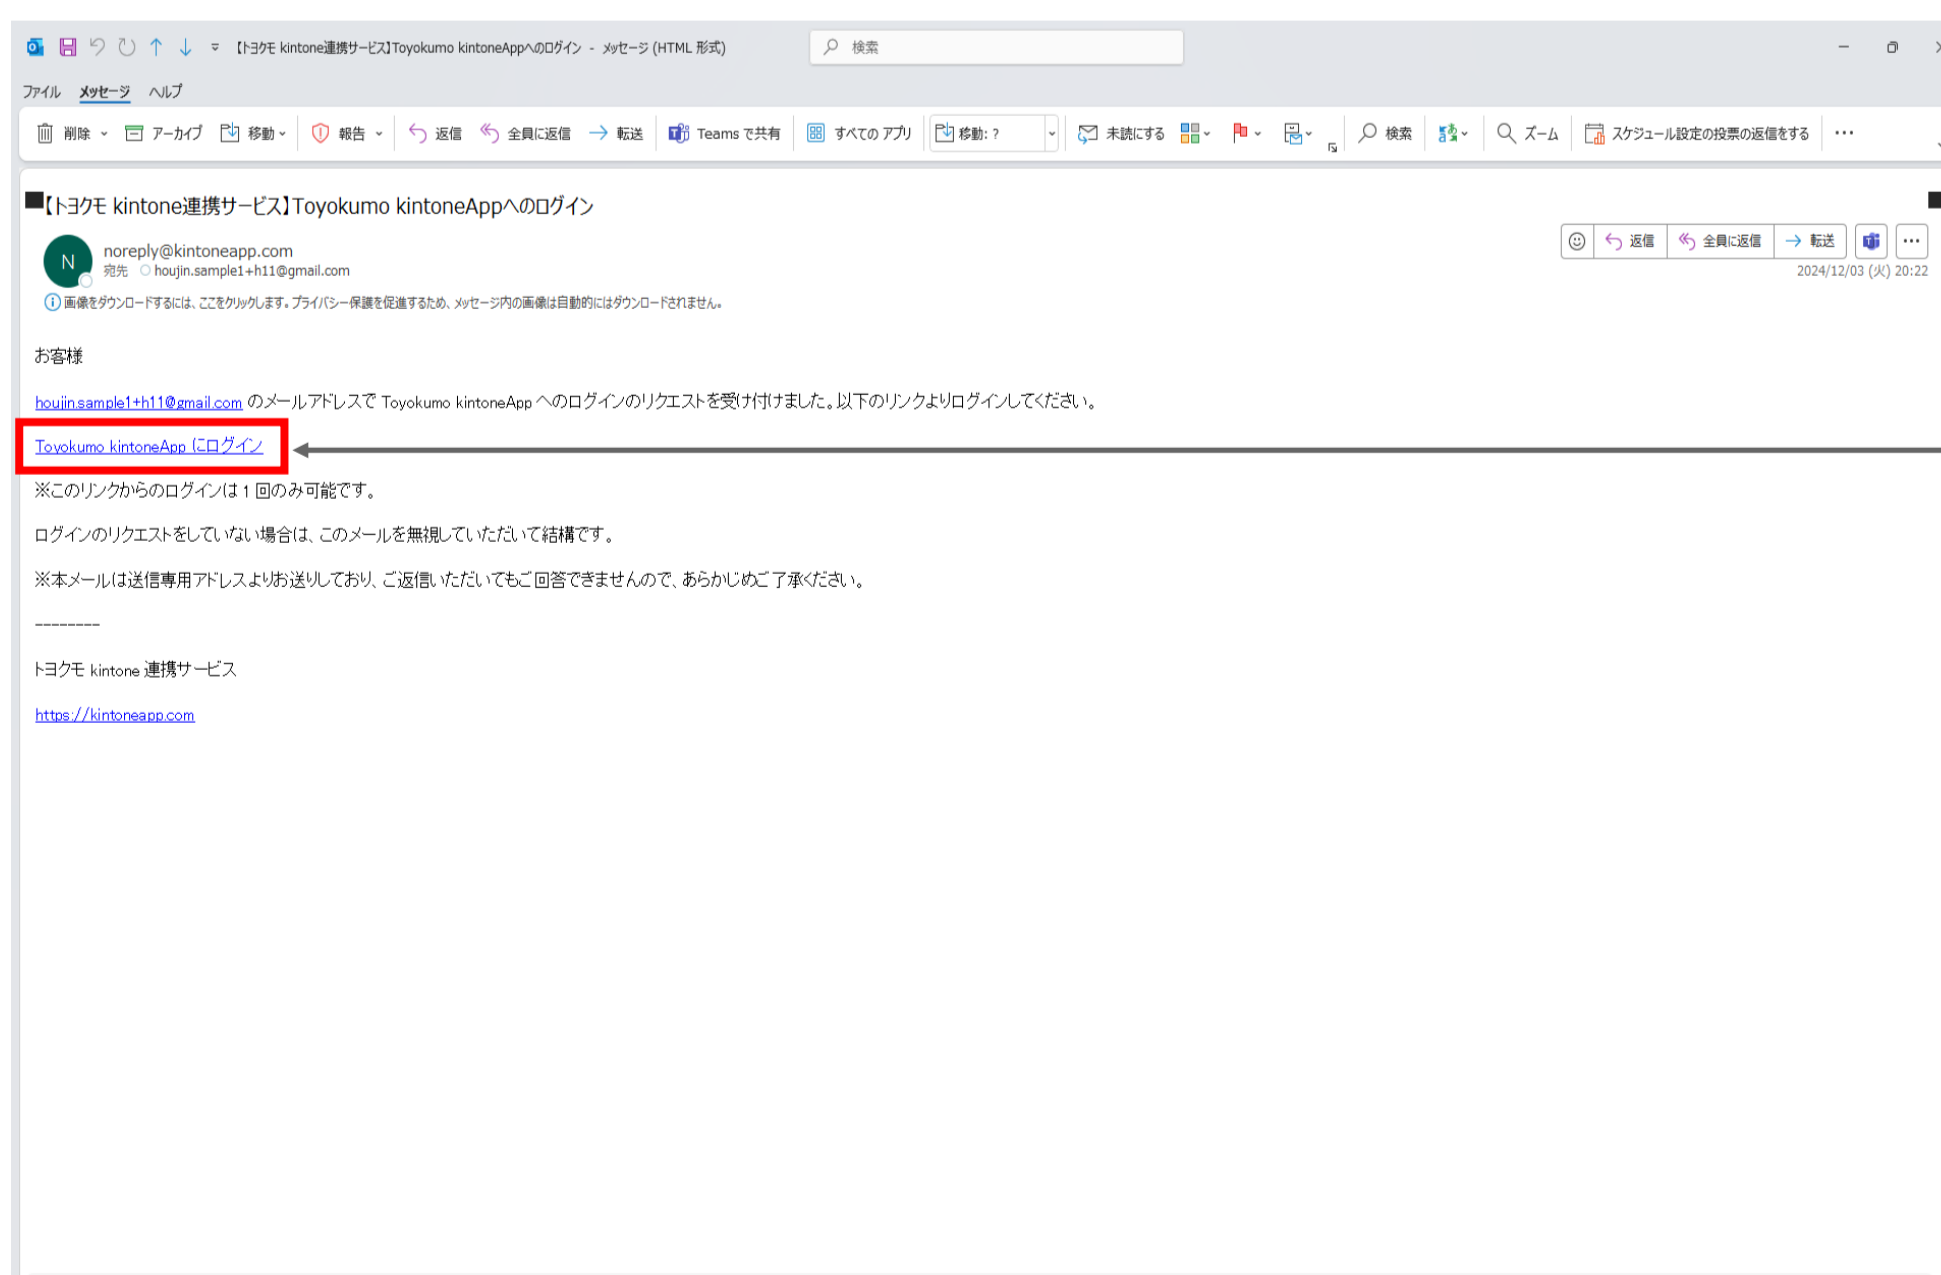 【トヨクモ kintone連携サービス】Toyokumo kintoneAppへのログイン - メッセージ (HTML 形式)
検索
ファイル メッセージ ヘルプ
削除 アーカイブ 移動 報告 返信 全員に返信 転送 Teams で共有 すべての アプリ 移動: ? 未読にする 検索 ズーム スケジュール設定の投票の返信をする
【トヨクモ kintone連携サービス】Toyokumo kintoneAppへのログイン
N
noreply@kintoneapp.com
宛先 houjin.sample1+h11@gmail.com
返信 全員に返信 転送
2024/12/03 (火) 20:22
画像をダウンロードするには、ここをクリックします。プライバシー保護を促進するため、メッセージ内の画像は自動的にはダウンロードされません。
お客様
houjin.sample1+h11@gmail.com のメールアドレスで Toyokumo kintoneApp へのログインのリクエストを受け付けました。以下のリンクよりログインしてください。
Toyokumo kintoneApp にログイン
※このリンクからのログインは 1 回のみ可能です。
ログインのリクエストをしていない場合は、このメールを無視していただいて結構です。
※本メールは送信専用アドレスよりお送りしており、ご返信いただいてもご回答できませんので、あらかじめご了承ください。
--------
トヨクモ kintone 連携サービス
https://kintoneapp.com